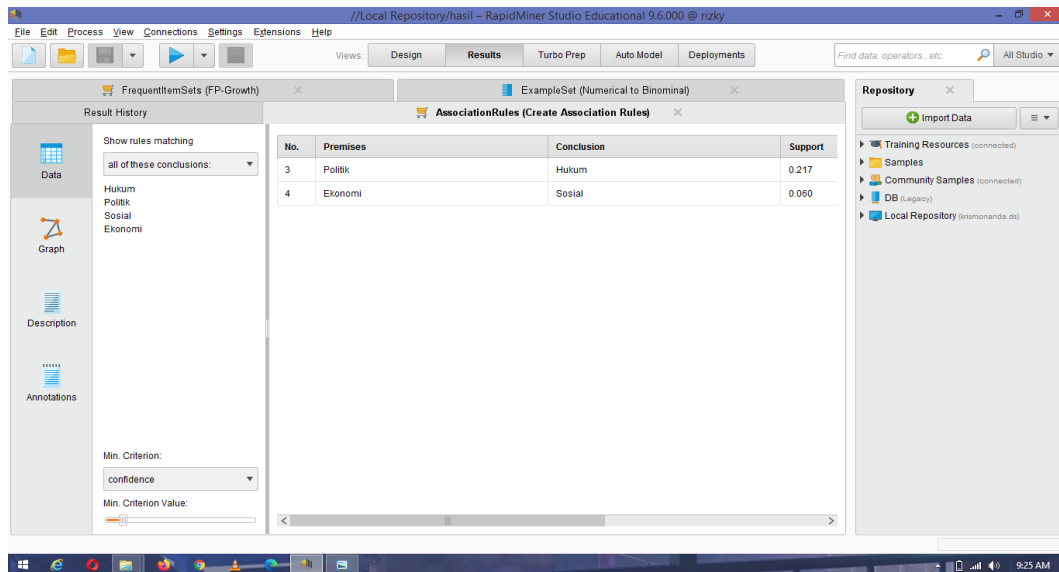 //Local Repository/hasil – RapidMiner Studio Educational 9.6.000 @ rizky
File Edit Process View Connections Settings Extensions Help
Views: Design Results Turbo Prep Auto Model Deployments Find data, operators...etc All Studio
FrequentItemSets (FP-Growth) ExampleSet (Numerical to Binominal)
Result History AssociationRules (Create Association Rules)
Repository
Import Data
Training Resources (connected)
Samples
Community Samples (connected)
DB (Legacy)
Local Repository (krismonanda.ds)
Data
Graph
Description
Annotations
Show rules matching
all of these conclusions:
Hukum
Politik
Sosial
Ekonomi
Min. Criterion:
confidence
Min. Criterion Value:
No. Premises Conclusion Support
3 Politik Hukum 0.217
4 Ekonomi Sosial 0.060
9:25 AM